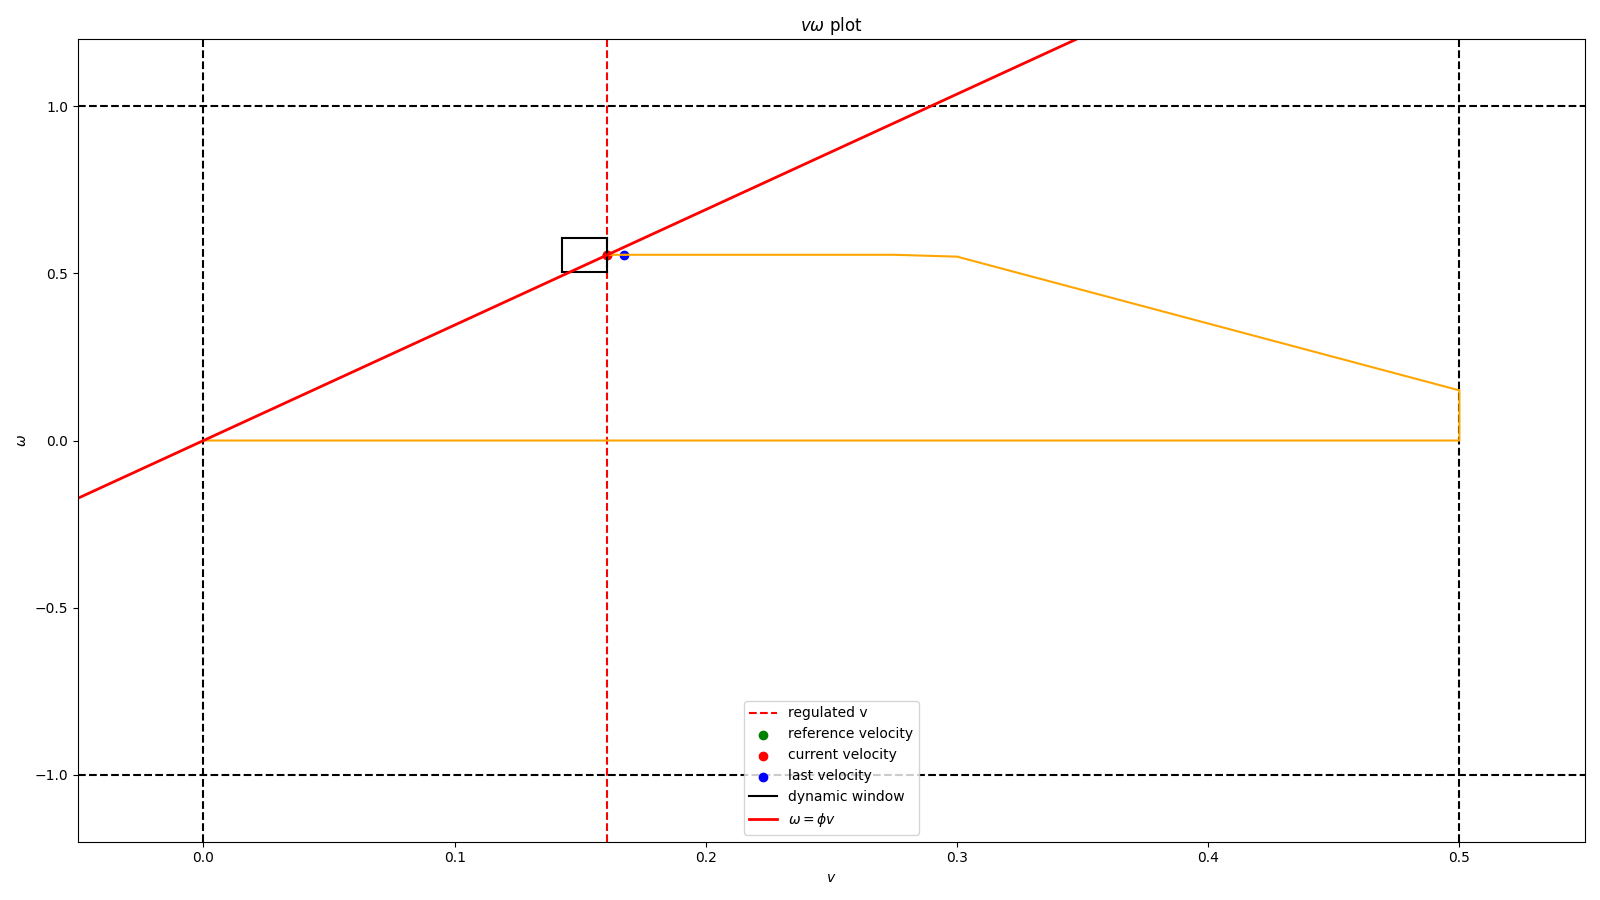 vω plot
1.0
0.5
0.0
−0.5
−1.0
ω
0.0
0.1
0.2
0.3
0.4
0.5
v
regulated v
reference velocity
current velocity
last velocity
dynamic window
ω = ϕv